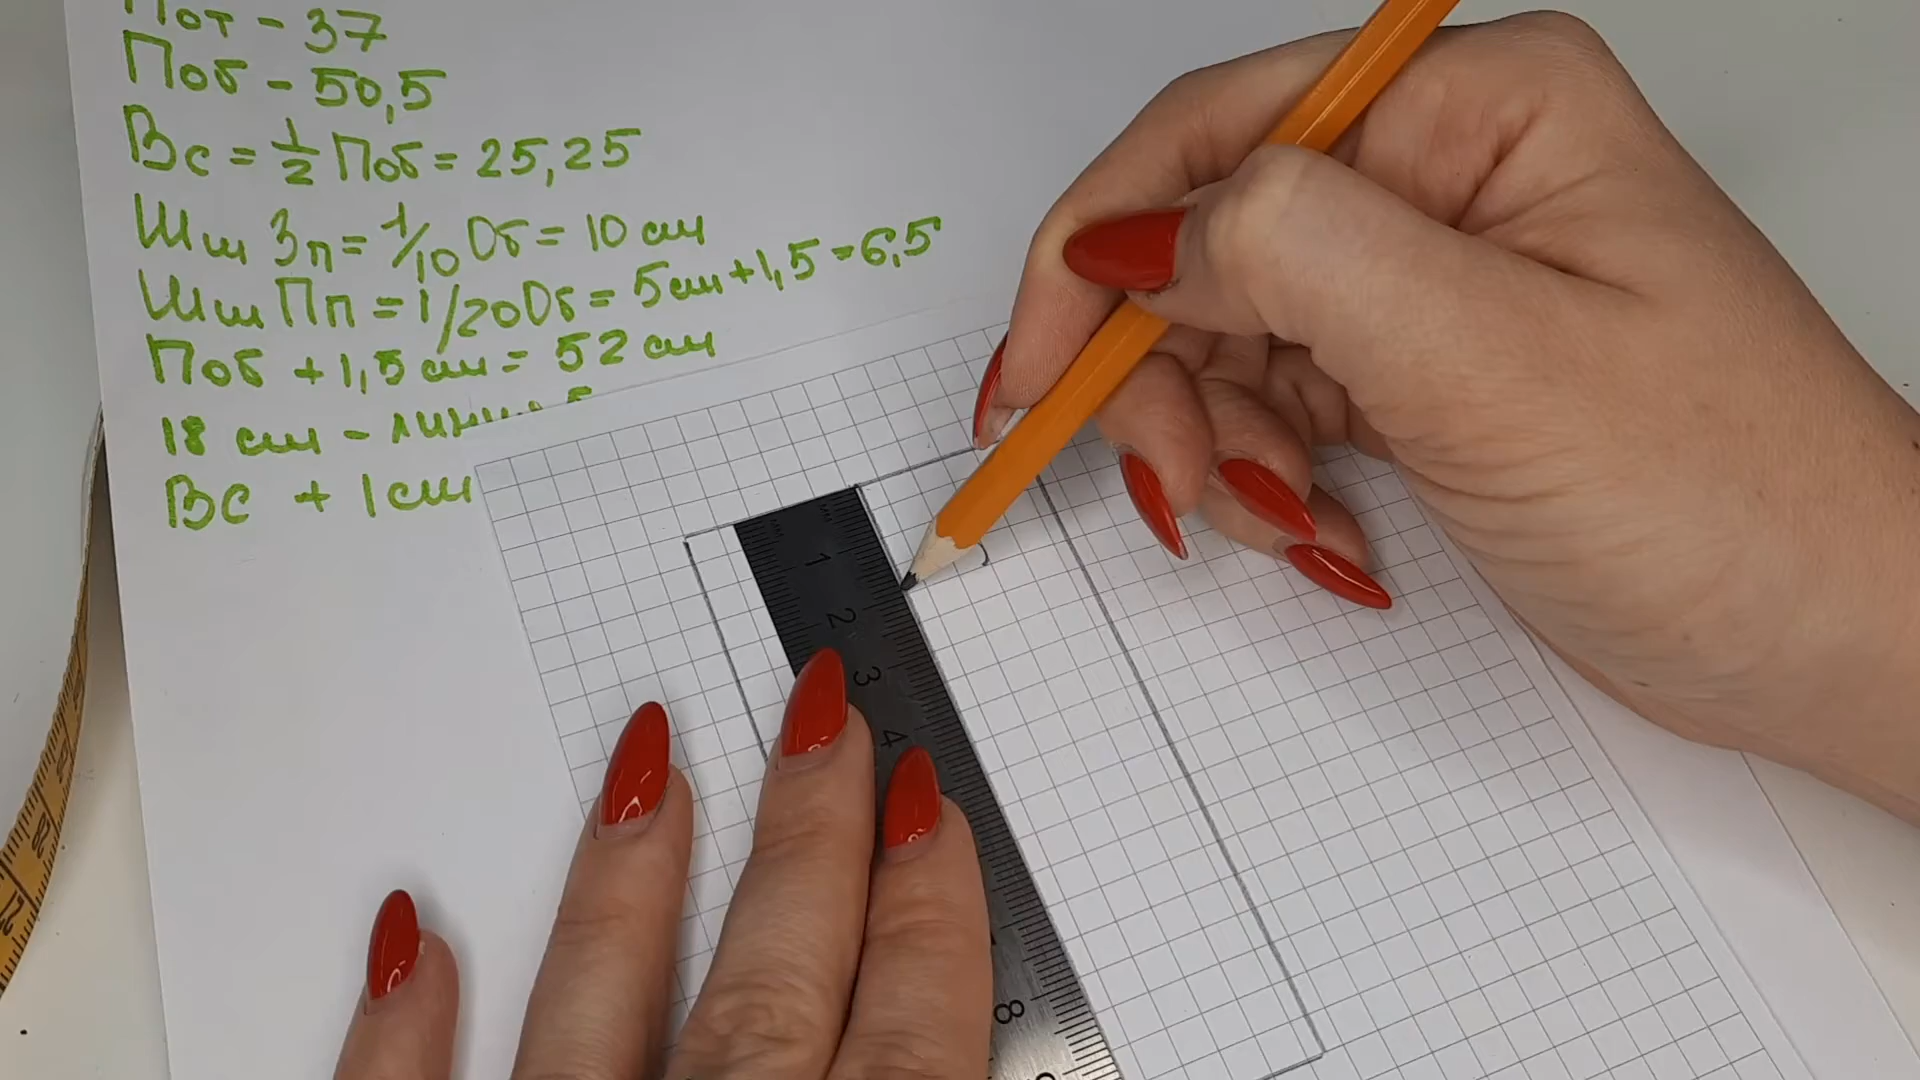 Пот - 37
Поб - 50,5
Вс = 1/2 Поб = 25,25
Шш Зп = 1/10 Об = 10 см
Шш Пп = 1/20 Об = 5 см + 1,5 = 6,5
Поб + 1,5 см = 52 см
18 см -
Вс + 1 см
1
2
3
4
8